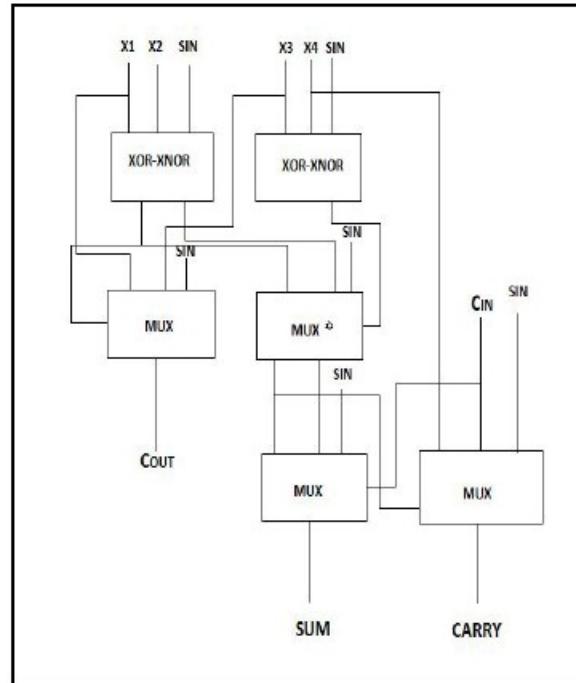 X1 X2 SIN X3 X4 SIN
XOR-XNOR XOR-XNOR
SIN
SIN
MUX
MUX *
CIN SIN
SIN
COUT
MUX
MUX
SUM
CARRY